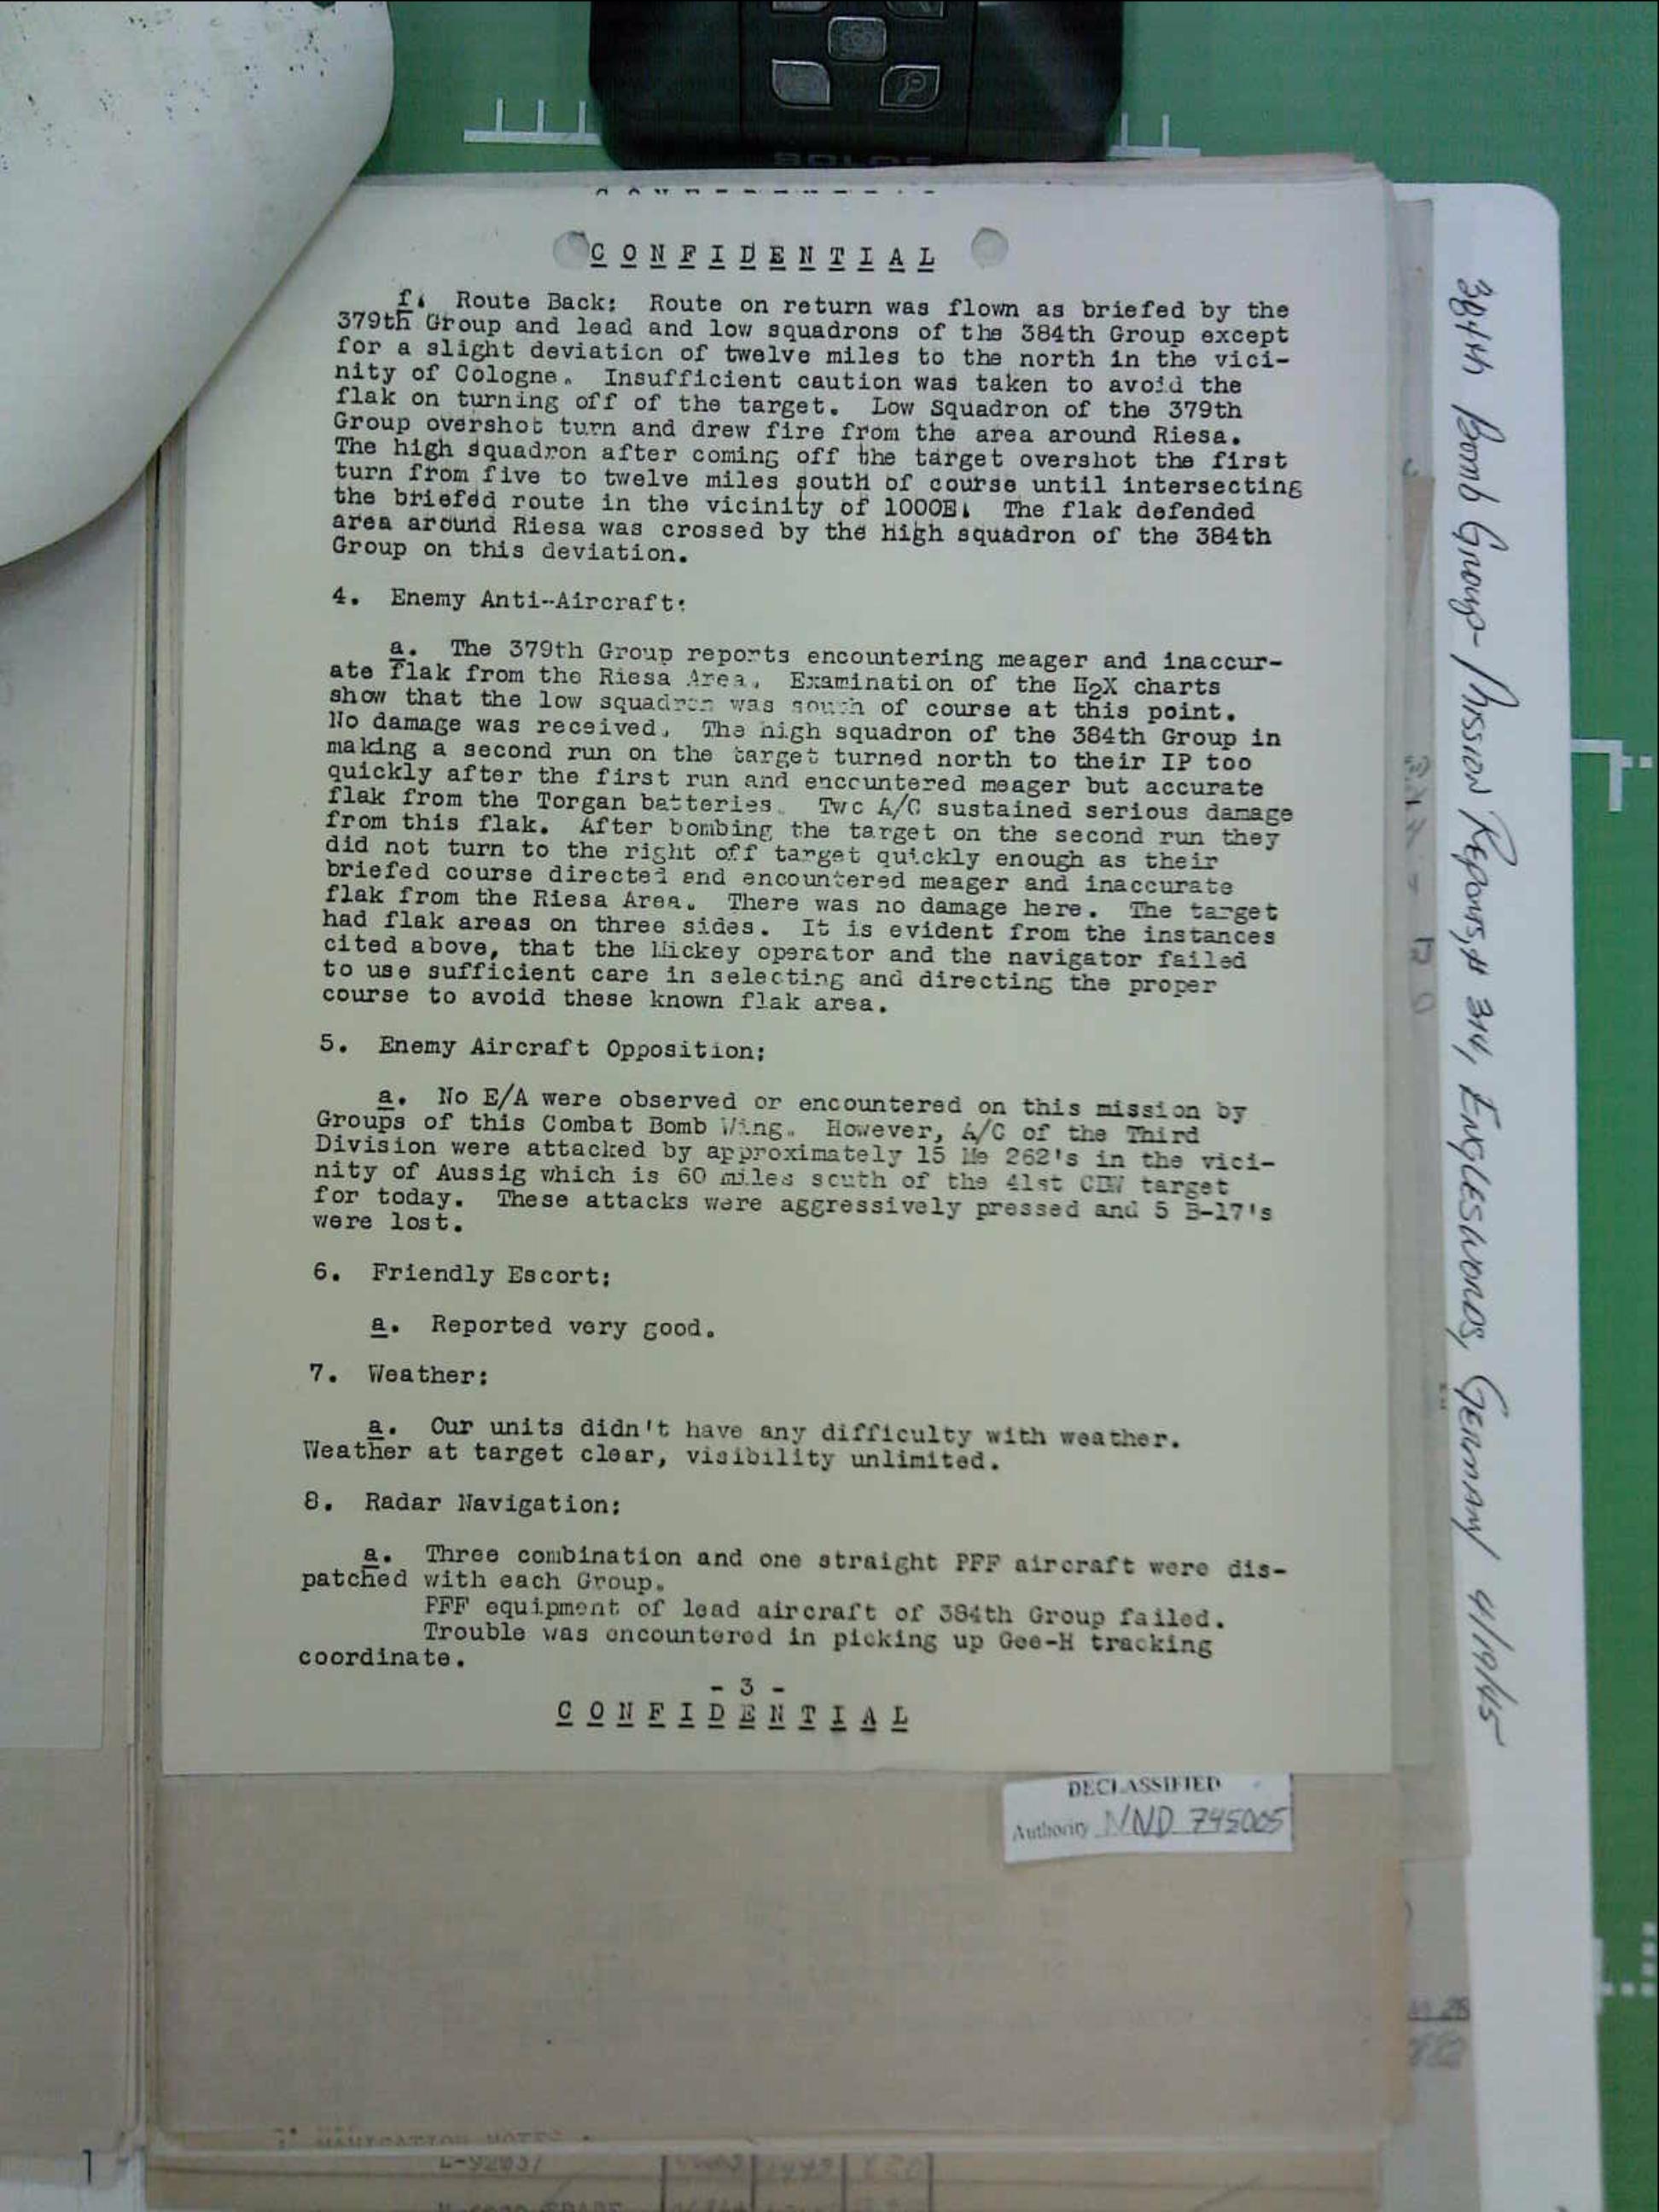 C O N F I D E N T I A L
f. Route Back: Route on return was flown as briefed by the
379th Group and lead and low squadrons of the 384th Group except
for a slight deviation of twelve miles to the north in the vici-
nity of Cologne. Insufficient caution was taken to avoid the
flak on turning off of the target. Low Squadron of the 379th
Group overshot turn and drew fire from the area around Riesa.
The high squadron after coming off the target overshot the first
turn from five to twelve miles south of course until intersecting
the briefed route in the vicinity of 1000E. The flak defended
area around Riesa was crossed by the high squadron of the 384th
Group on this deviation.
4. Enemy Anti-Aircraft:
a. The 379th Group reports encountering meager and inaccur-
ate flak from the Riesa Area. Examination of the H2X charts
show that the low squadron was south of course at this point.
No damage was received. The high squadron of the 384th Group in
making a second run on the target turned north to their IP too
quickly after the first run and encountered meager but accurate
flak from the Torgan batteries. Two A/C sustained serious damage
from this flak. After bombing the target on the second run they
did not turn to the right off target quickly enough as their
briefed course directed and encountered meager and inaccurate
flak from the Riesa Area. There was no damage here. The target
had flak areas on three sides. It is evident from the instances
cited above, that the Mickey operator and the navigator failed
to use sufficient care in selecting and directing the proper
course to avoid these known flak area.
5. Enemy Aircraft Opposition:
a. No E/A were observed or encountered on this mission by
Groups of this Combat Bomb Wing. However, A/C of the Third
Division were attacked by approximately 15 Me 262's in the vici-
nity of Aussig which is 60 miles south of the 41st CBW target
for today. These attacks were aggressively pressed and 5 B-17's
were lost.
6. Friendly Escort:
a. Reported very good.
7. Weather:
a. Our units didn't have any difficulty with weather.
Weather at target clear, visibility unlimited.
8. Radar Navigation:
a. Three combination and one straight PFF aircraft were dis-
patched with each Group.
PFF equipment of lead aircraft of 384th Group failed.
Trouble was encountered in picking up Gee-H tracking
coordinate.
- 3 -
C O N F I D E N T I A L
DECLASSIFIED
Authority NND 745005
384th Bomb Group - Mission Reports, # 314, Engleswords, Germany 4/19/45
NAVIGATION NOTES
1